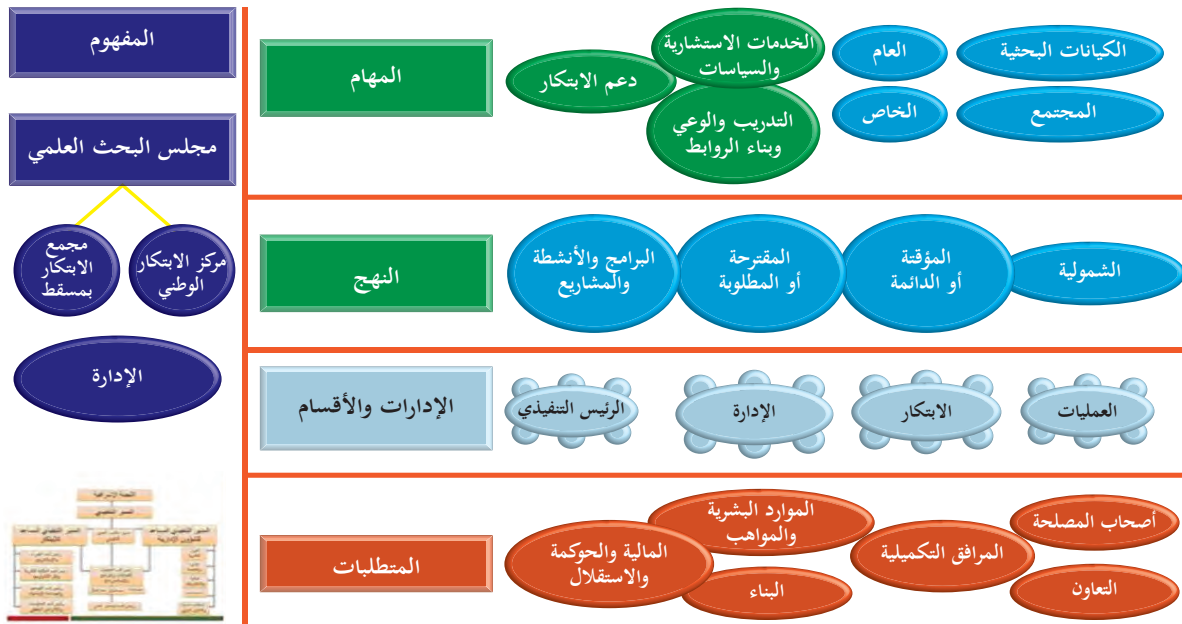 المفهوم
مجلس البحث العلمي
مركز الابتكار
الوطني
مجمع
الابتكار
بمسقط
الإدارة
المهام
دعم الابتكار
الخدمات الاستشارية
والسياسات
التدريب والوعي
وبناء الروابط
العام
الخاص
الكيانات البحثية
المجتمع
النهج
البرامج والأنشطة
والمشاريع
المقترحة
أو المطلوبة
المؤقتة
أو الدائمة
الشمولية
الإدارات والأقسام
الرئيس التنفيذي
الإدارة
الابتكار
العمليات
المتطلبات
المالية والحوكمة
والاستقلال
الموارد البشرية
والمواهب
البناء
المرافق التكميلية
أصحاب المصلحة
التعاون